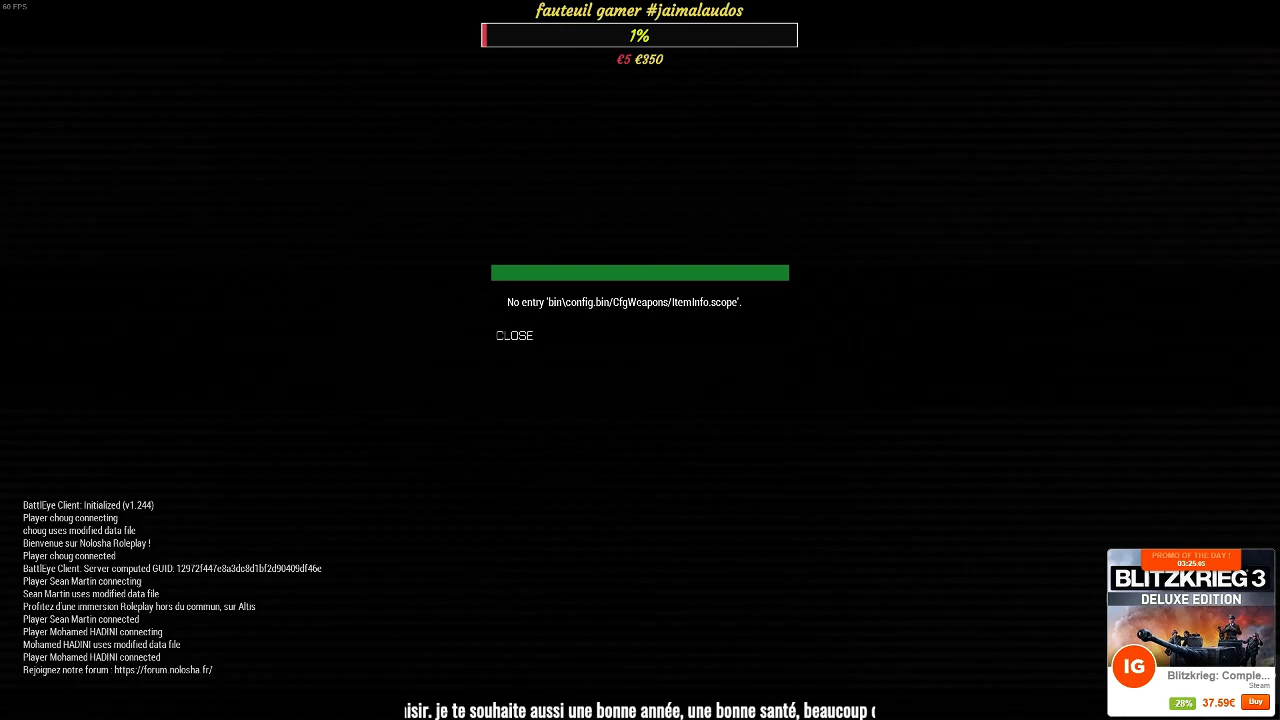 60 FPS
fauteuil gamer #jaimalaudos
1%
€5 €350
No entry 'bin\config.bin/CfgWeapons/ItemInfo.scope'.
CLOSE
BattlEye Client: Initialized (v1.244)
Player choug connecting
choug uses modified data file
Bienvenue sur Nolosha Roleplay !
Player choug connected
BattlEye Client: Server computed GUID: 12972f447e8a3dc8d1bf2d90409df46e
Player Sean Martin connecting
Sean Martin uses modified data file
Profitez d'une immersion Roleplay hors du commun, sur Altis
Player Sean Martin connected
Player Mohamed HADINI connecting
Mohamed HADINI uses modified data file
Player Mohamed HADINI connected
Rejoignez notre forum : https://forum.nolosha.fr/
PROMO OF THE DAY !
03:25:05
BLITZKRIEG 3
DELUXE EDITION
IG
Blitzkrieg: Comple...
Steam
-28% 37.59€ Buy
isir. je te souhaite aussi une bonne année, une bonne santé, beaucoup